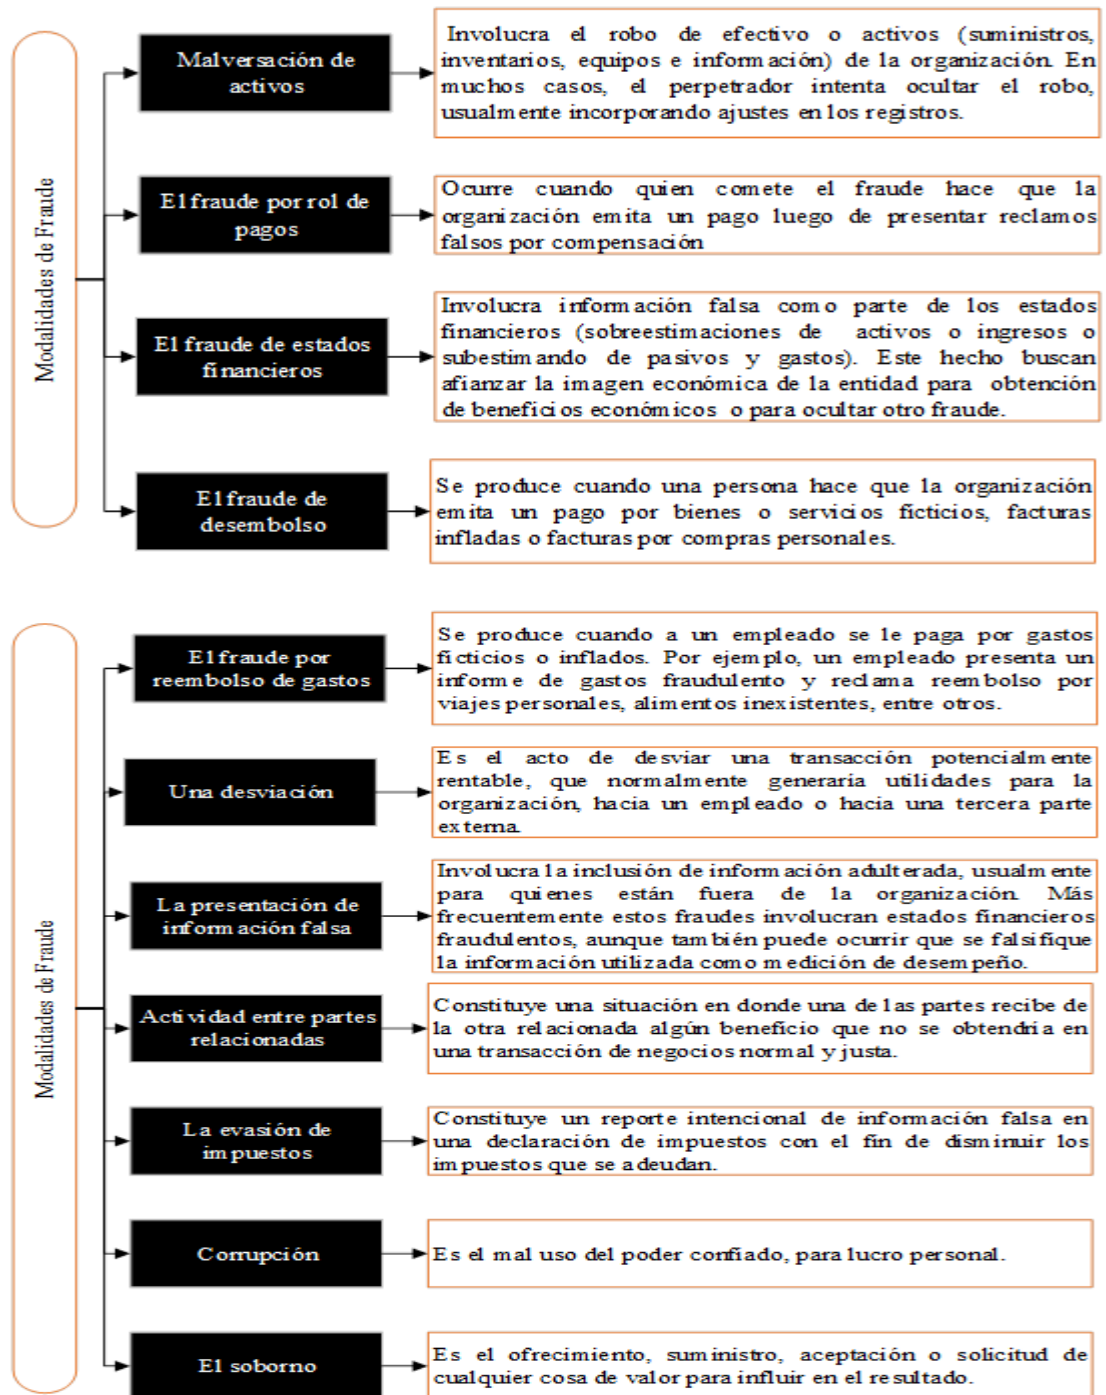 Modalidades de Fraude
Malversación de
activos
Involucra el robo de efectivo o activos (suministros,
inventarios, equipos e información) de la organización. En
muchos casos, el perpetrador intenta ocultar el robo,
usualmente incorporando ajustes en los registros.
El fraude por rol de
pagos
Ocurre cuando quien comete el fraude hace que la
organización emita un pago luego de presentar reclamos
falsos por compensación
El fraude de estados
financieros
Involucra información falsa como parte de los estados
financieros (sobreestimaciones de activos o ingresos o
subestimando de pasivos y gastos). Este hecho buscan
afianzar la imagen económica de la entidad para obtención
de beneficios económicos o para ocultar otro fraude.
El fraude de
desembolso
Se produce cuando una persona hace que la organización
emita un pago por bienes o servicios ficticios, facturas
infladas o facturas por compras personales.
Modalidades de Fraude
El fraude por
reembolso de gastos
Se produce cuando a un empleado se le paga por gastos
ficticios o inflados. Por ejemplo, un empleado presenta un
informe de gastos fraudulento y reclama reembolso por
viajes personales, alimentos inexistentes, entre otros.
Una desviación
Es el acto de desviar una transacción potencialmente
rentable, que normalmente generaria utilidades para la
organización, hacia un empleado o hacia una tercera parte
externa.
La presentación de
información falsa
Involucra la inclusión de información adulterada, usualmente
para quienes están fuera de la organización. Más
frecuentemente estos fraudes involucran estados financieros
fraudulentos, aunque también puede ocurrir que se falsifique
la información utilizada como medición de desempeño.
Actividad entre partes
relacionadas
Constituye una situación en donde una de las partes recibe de
la otra relacionada algún beneficio que no se obtendria en
una transacción de negocios normal y justa.
La evasión de
impuestos
Constituye un reporte intencional de información falsa en
una declaración de impuestos con el fin de disminuir los
impuestos que se adeudan.
Corrupción
Es el mal uso del poder confiado, para lucro personal.
El soborno
Es el ofrecimiento, suministro, aceptación o solicitud de
cualquier cosa de valor para influir en el resultado.